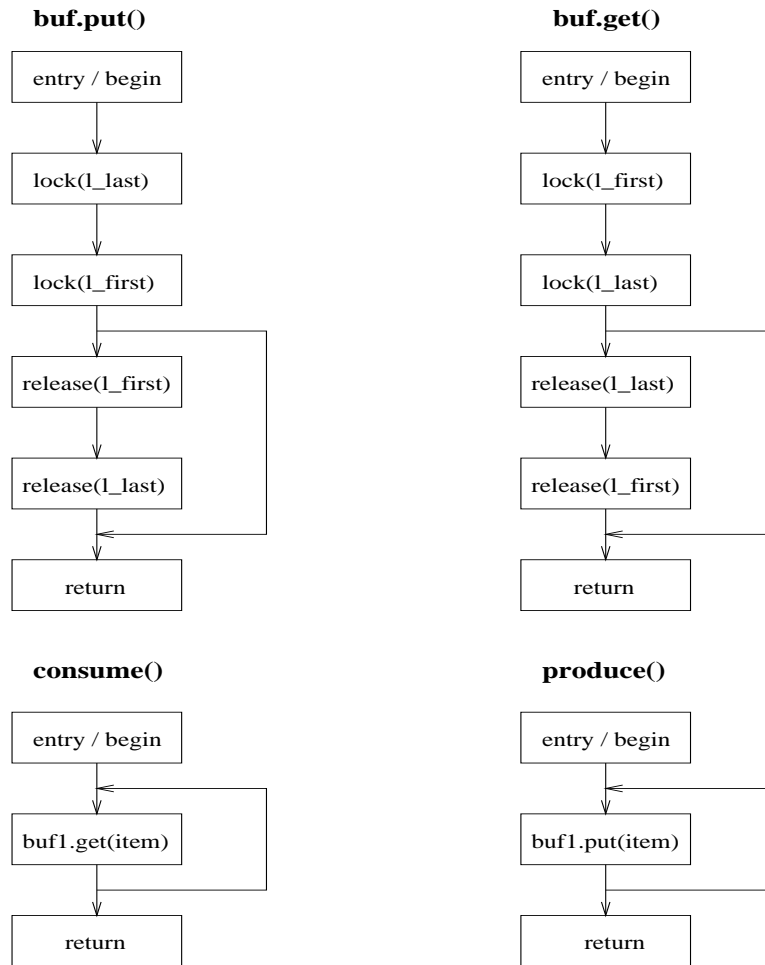 buf.put()
entry / begin
lock(l_last)
lock(l_first)
release(l_first)
release(l_last)
return
buf.get()
entry / begin
lock(l_first)
lock(l_last)
release(l_last)
release(l_first)
return
consume()
entry / begin
buf1.get(item)
return
produce()
entry / begin
buf1.put(item)
return